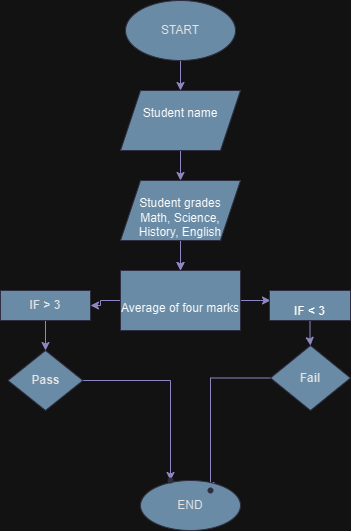 START
Student name
Student grades
Math, Science,
History, English
Average of four marks
IF > 3
IF < 3
Pass
Fail
END